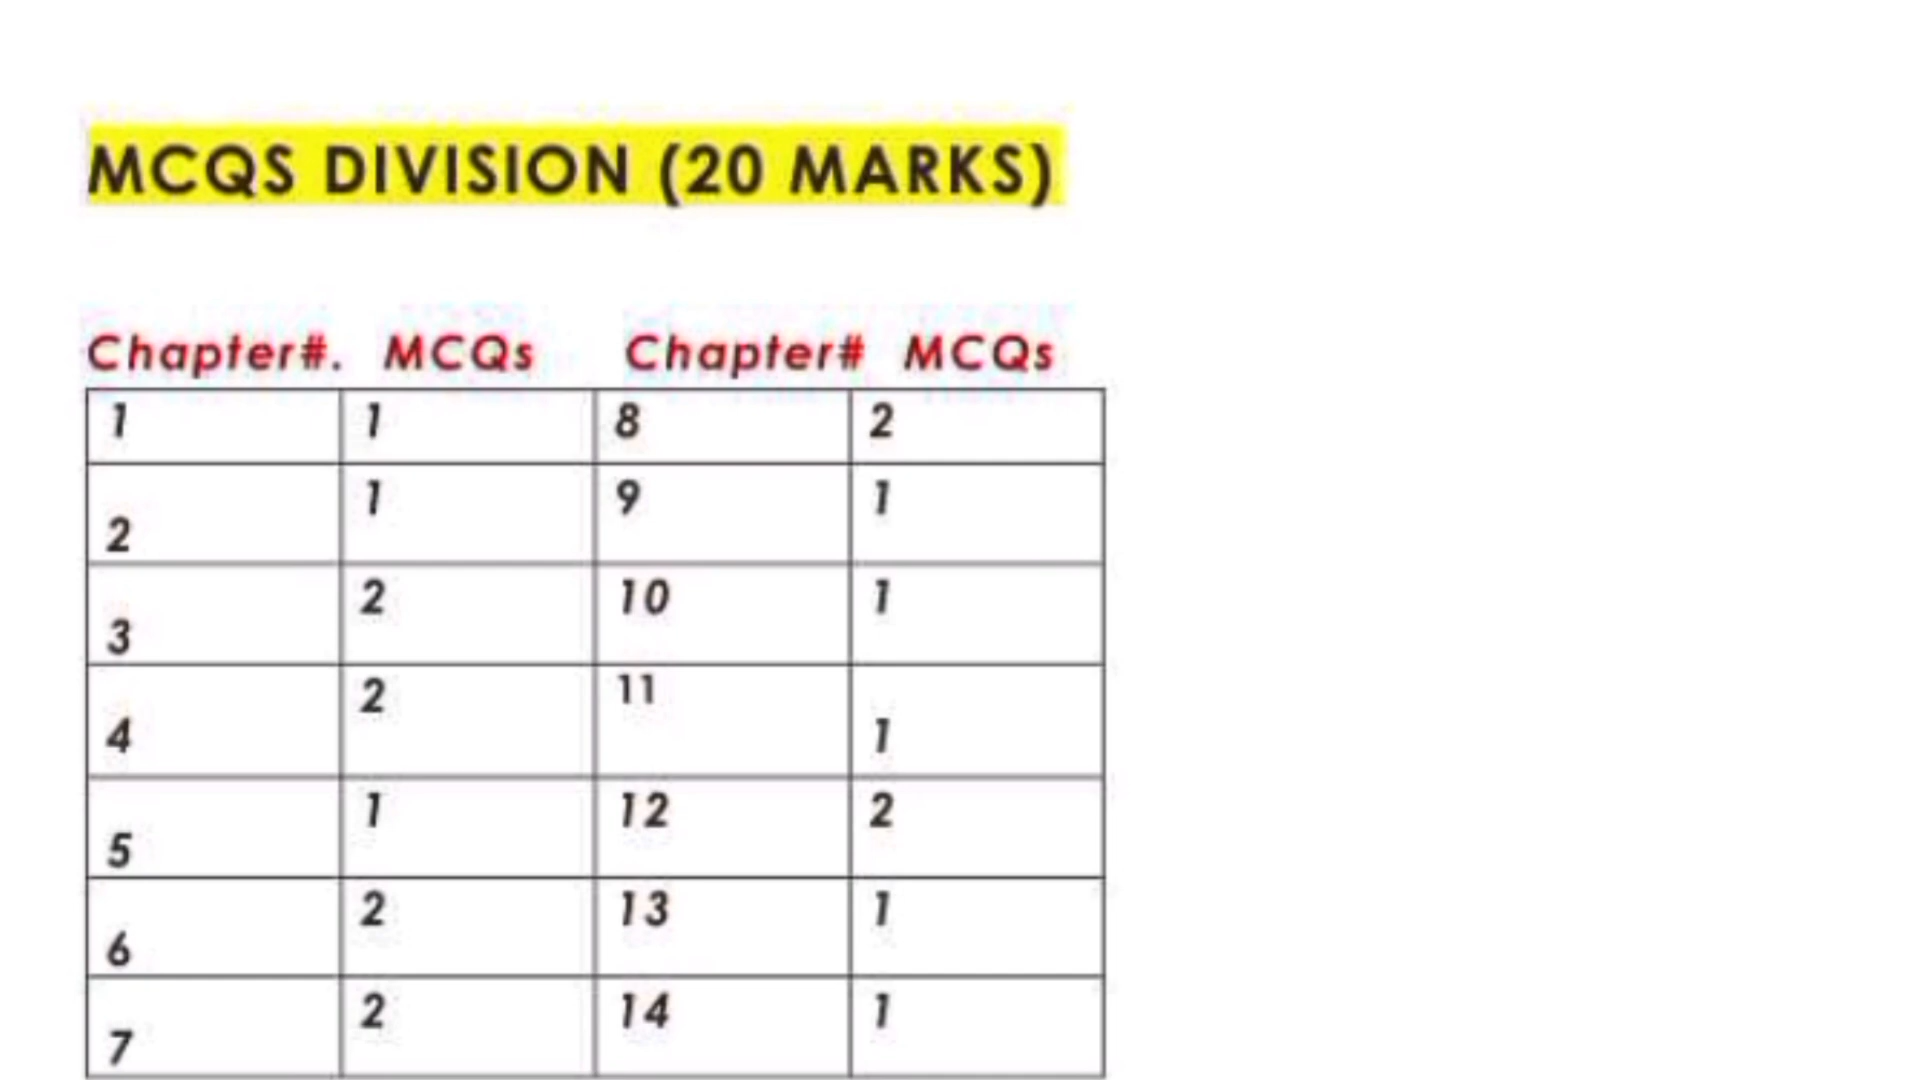 MCQS DIVISION (20 MARKS)
Chapter#. MCQs Chapter# MCQs
1 1 8 2
2 1 9 1
3 2 10 1
4 2 11 1
5 1 12 2
6 2 13 1
7 2 14 1